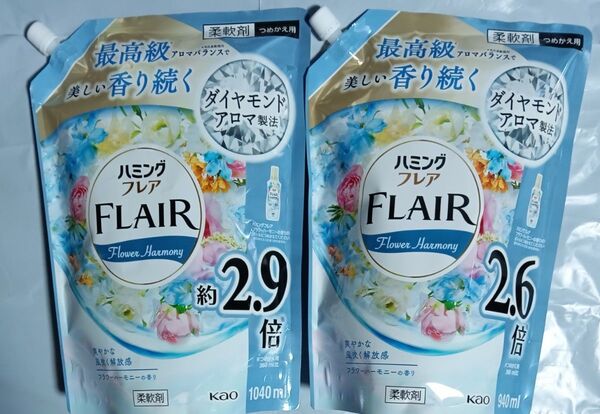 柔軟剤 つめかえ用
最高級
アロマバランスで
美しい香り続く
ダイヤモンド
アロマ製法
ハミング
フレア
FLAIR
Flower Harmony
約2.9倍
爽やかな
風吹く解放感
フラワーハーモニーの香り
1040ml
柔軟剤
Kao
柔軟剤 つめかえ用
最高級
アロマバランスで
美しい香り続く
ダイヤモンド
アロマ製法
ハミング
フレア
FLAIR
Flower Harmony
2.6倍
爽やかな
風吹く解放感
フラワーハーモニーの香り
940ml
柔軟剤
Kao